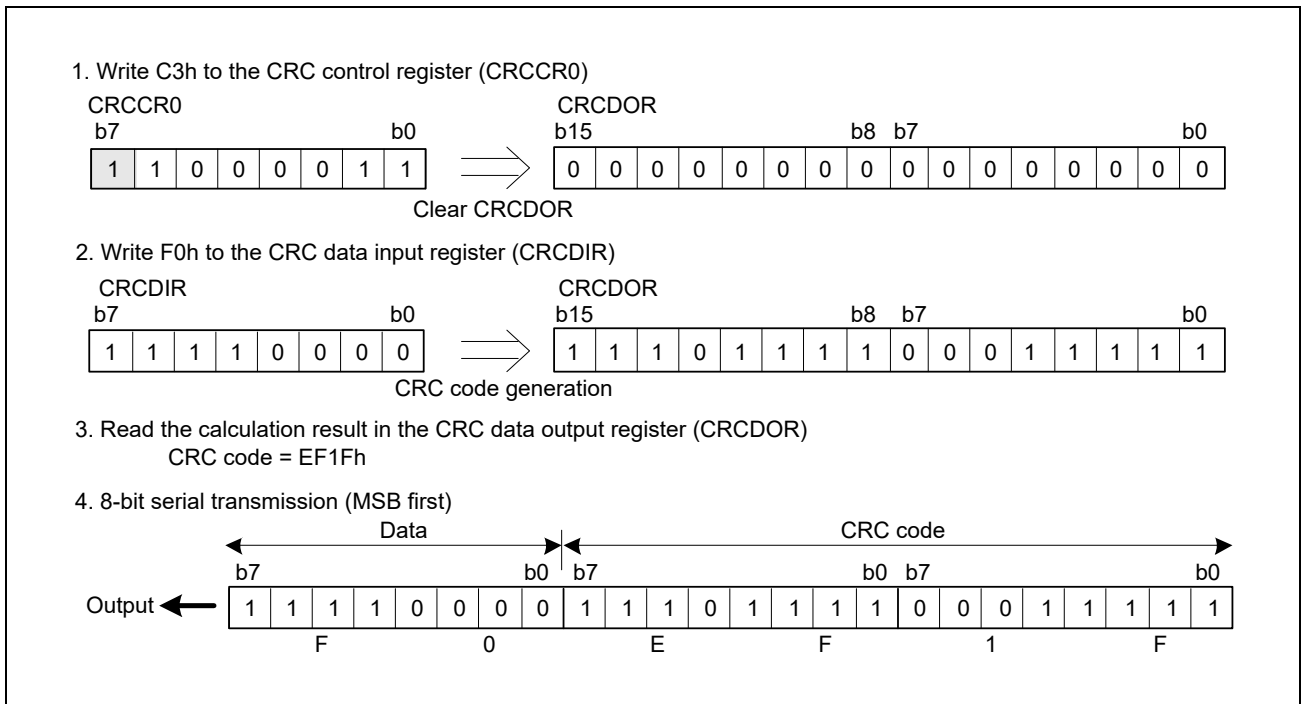 1. Write C3h to the CRC control register (CRCCR0)
CRCCR0 CRCDOR
b7 b0 b15 b8 b7 b0
1 1 0 0 0 0 1 1 0 0 0 0 0 0 0 0 0 0 0 0 0 0 0 0
Clear CRCDOR
2. Write F0h to the CRC data input register (CRCDIR)
CRCDIR CRCDOR
b7 b0 b15 b8 b7 b0
1 1 1 1 0 0 0 0 1 1 1 0 1 1 1 1 0 0 0 1 1 1 1 1
CRC code generation
3. Read the calculation result in the CRC data output register (CRCDOR)
CRC code = EF1Fh
4. 8-bit serial transmission (MSB first)
Data CRC code
b7 b0 b7 b0 b7 b0
Output 1 1 1 1 0 0 0 0 1 1 1 0 1 1 1 1 0 0 0 1 1 1 1 1
F 0 E F 1 F